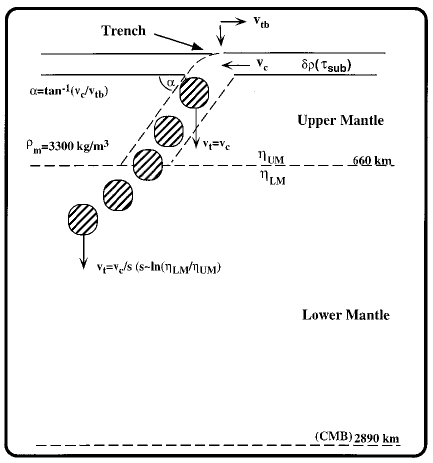 v_tb
Trench
v_c
δρ(τ_sub)
α=tan⁻¹(v_c/v_tb)
α
Upper Mantle
ρ_m=3300 kg/m³
v_t=v_c
η_UM
660 km
η_LM
v_t=v_c/s (s~ln(η_LM/η_UM)
Lower Mantle
(CMB) 2890 km